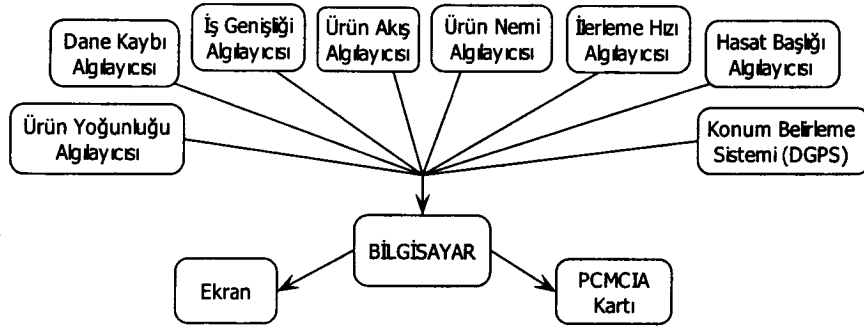 Dane Kaybı
Algılayıcısı
İş Genişliği
Algılayıcısı
Ürün Akış
Algılayıcısı
Ürün Nemi
Algılayıcısı
İlerleme Hızı
Algılayıcısı
Hasat Başlığı
Algılayıcısı
Ürün Yoğunluğu
Algılayıcısı
Konum Belirleme
Sistemi (DGPS)
BİLGİSAYAR
Ekran
PCMCIA
Kartı